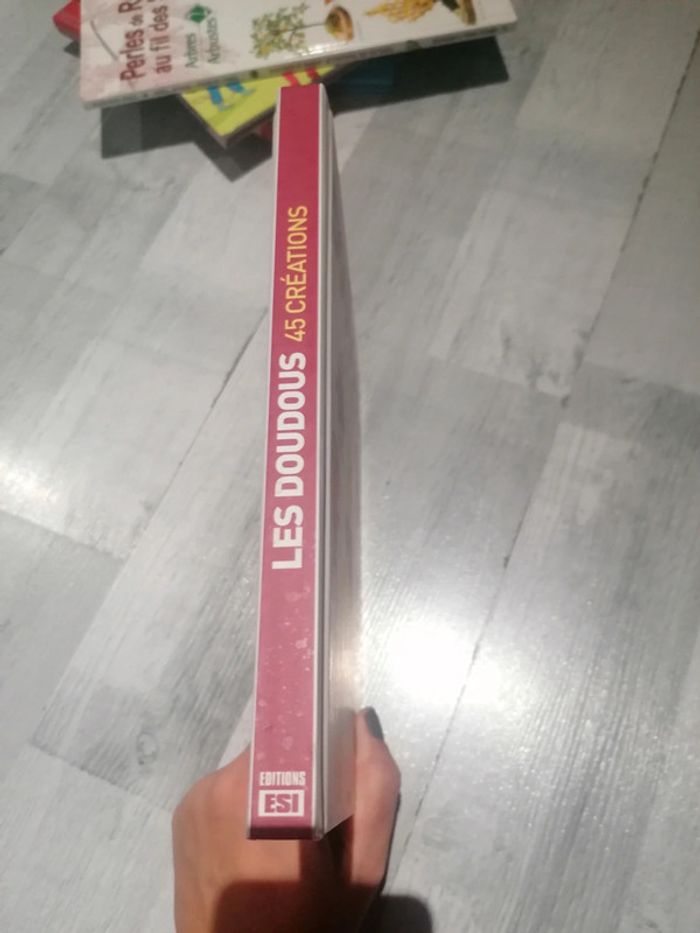 Perles de R
au fil des
Arbres
Arbustes
LES DOUDOUS 45 CRÉATIONS
EDITIONS
ESI